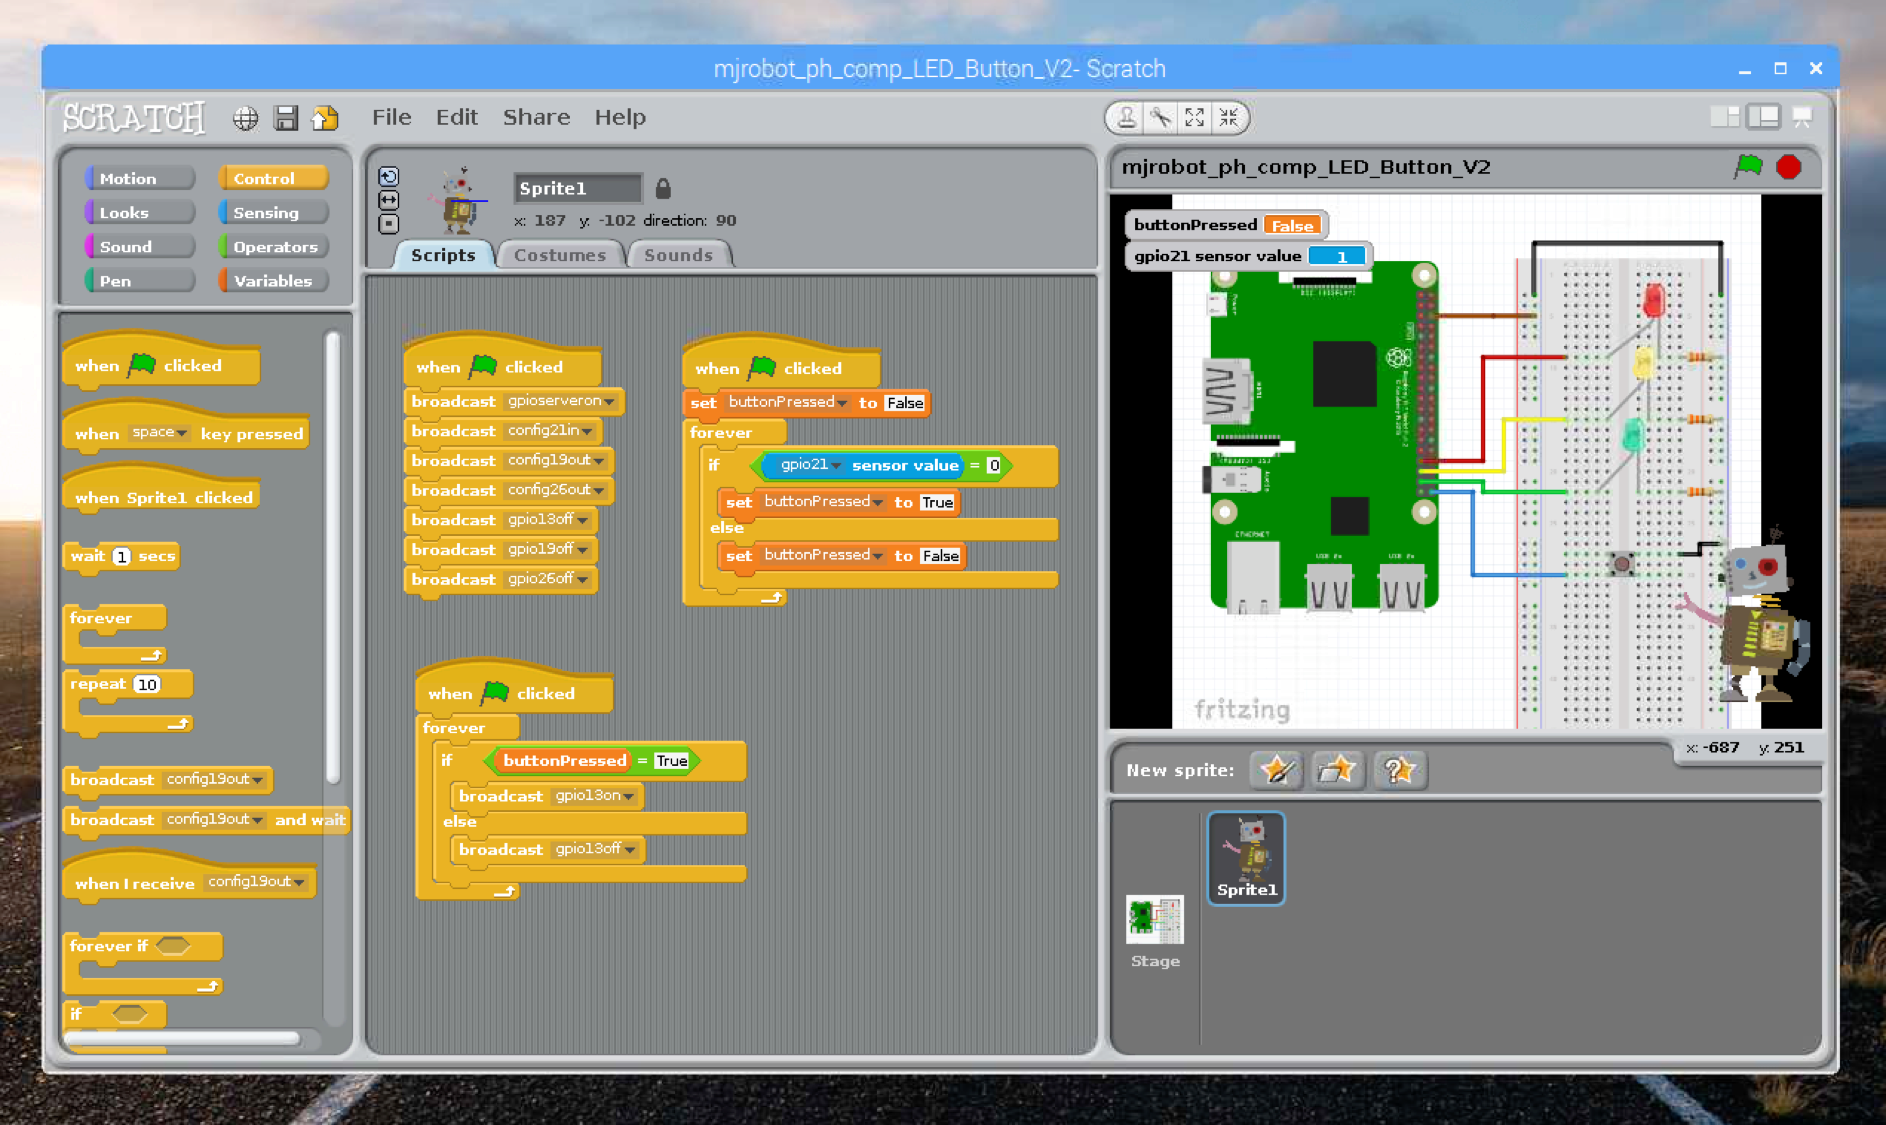 mjrobot_ph_comp_LED_Button_V2- Scratch
SCRATCH
File Edit Share Help
Motion Control
Looks Sensing
Sound Operators
Pen Variables
when clicked
when space key pressed
when Sprite1 clicked
wait 1 secs
forever
repeat 10
broadcast config19out
broadcast config19out and wait
when I receive config19out
forever if
if
Sprite1
x: 187 y: -102 direction: 90
Scripts Costumes Sounds
when clicked
broadcast gpioserveron
broadcast config21in
broadcast config19out
broadcast config26out
broadcast gpio13off
broadcast gpio19off
broadcast gpio26off
when clicked
set buttonPressed to False
forever
if gpio21 sensor value = 0
set buttonPressed to True
else
set buttonPressed to False
when clicked
forever
if buttonPressed = True
broadcast gpio13on
else
broadcast gpio13off
mjrobot_ph_comp_LED_Button_V2
buttonPressed False
gpio21 sensor value 1
ETHERNET
USB 2x
USB 2x
fritzing
x: -687 y: 251
New sprite:
Sprite1
Stage